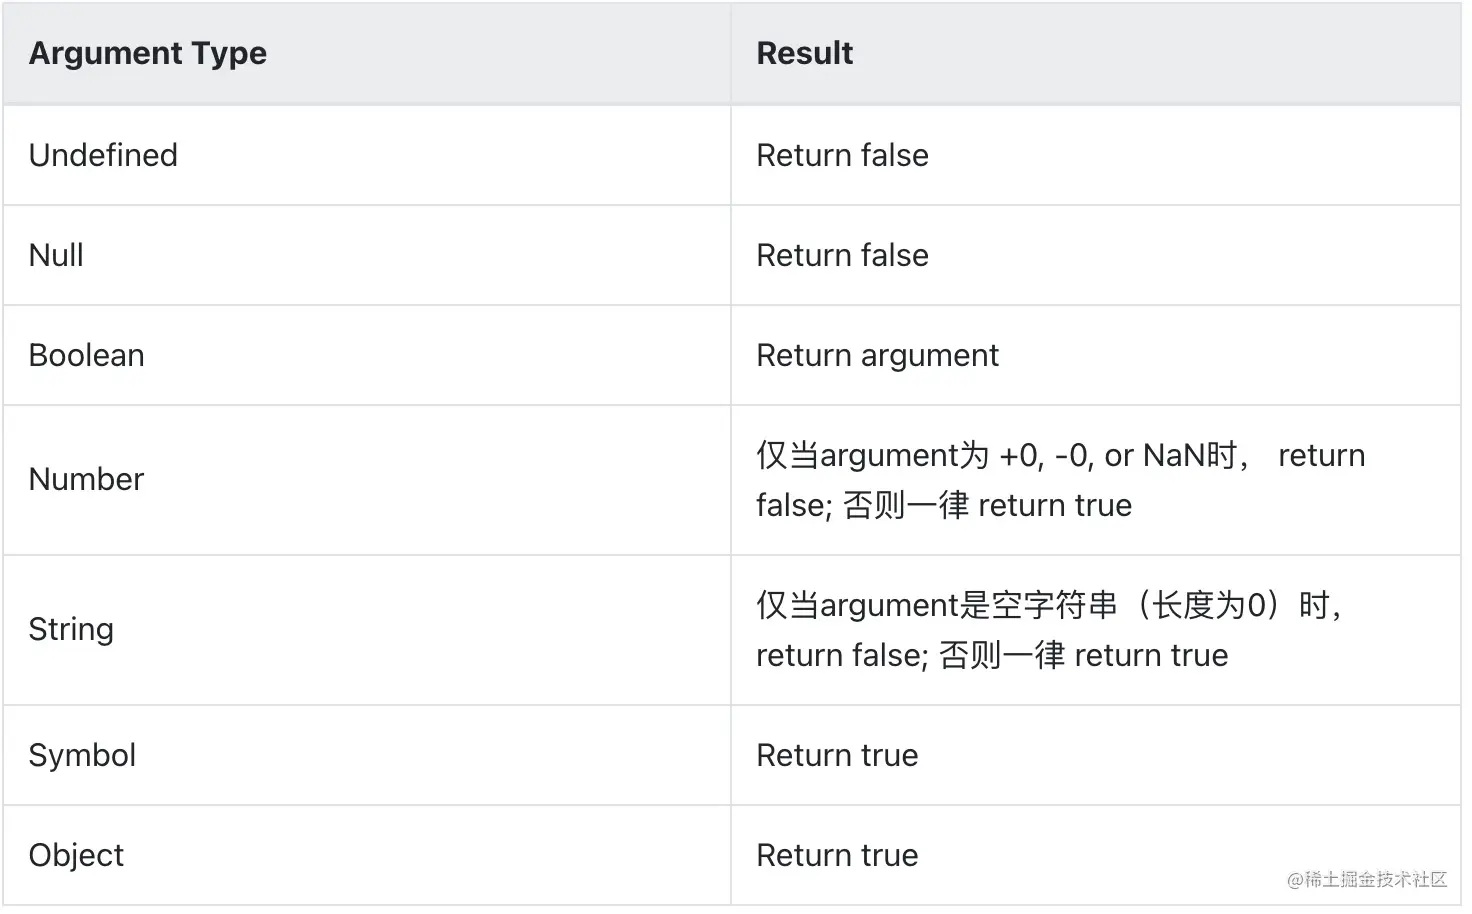 Argument Type
Result
Undefined
Return false
Null
Return false
Boolean
Return argument
Number
仅当argument为 +0, -0, or NaN时， return
false; 否则一律 return true
String
仅当argument是空字符串（长度为0）时，
return false; 否则一律 return true
Symbol
Return true
Object
Return true
@稀土掘金技术社区